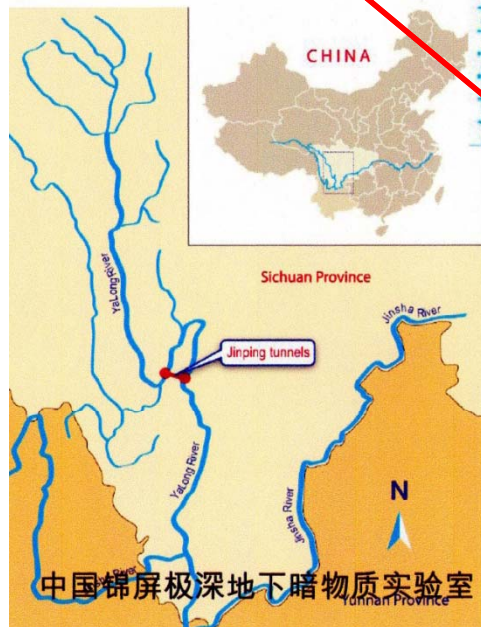 CHINA
Sichuan Province
YaLongRiver
Jinsha River
Jinping tunnels
YaLong River
N
Jinsha River
River
中国锦屏极深地下暗物质实验室
Yunnan Province